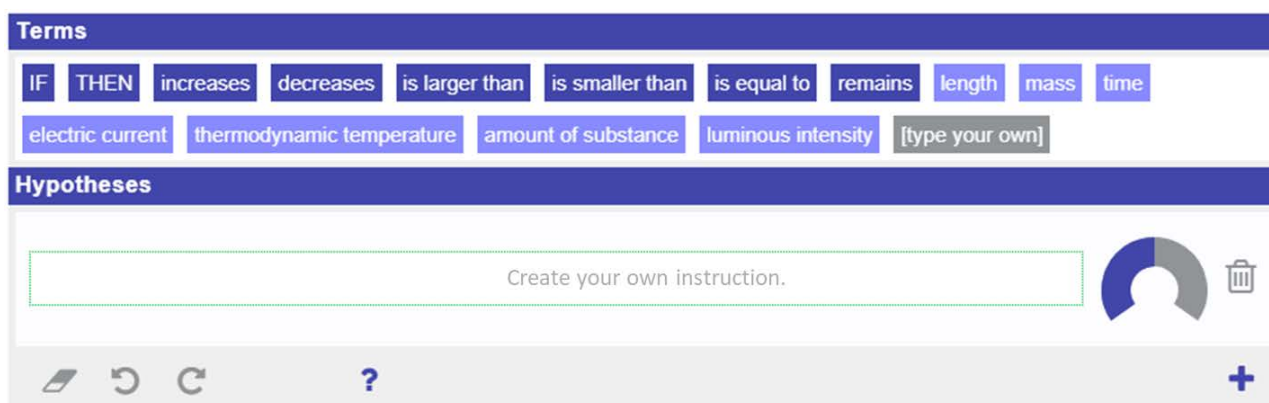 Terms
IF THEN increases decreases is larger than is smaller than is equal to remains length mass time
electric current thermodynamic temperature amount of substance luminous intensity [type your own]
Hypotheses
Create your own instruction.
?